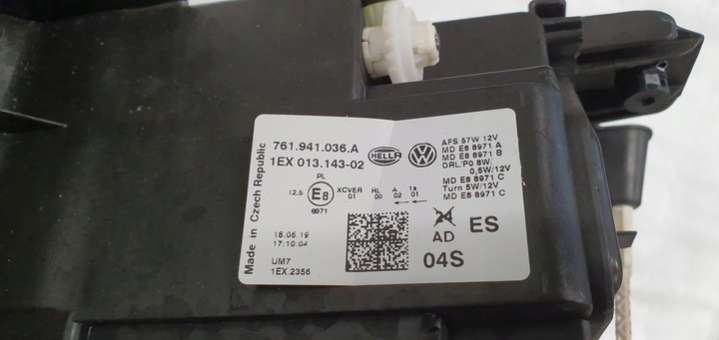 761.941.036.A
1EX 013.143-02
HELLA
VW
AFS 57W 12V
MD E8 8971 A
MD E8 8971 B
DRL/PO 8W/
0,5W/12V
MD E8 8971 C
Turn 5W/12V
MD E8 8971 C
Made in Czech Republic
PL
12,5 E8 XCVER HL A 1a
01 00 02 01
8971
18.06.19
17:10:04
UM7
1EX.2356
AD
ES
04S